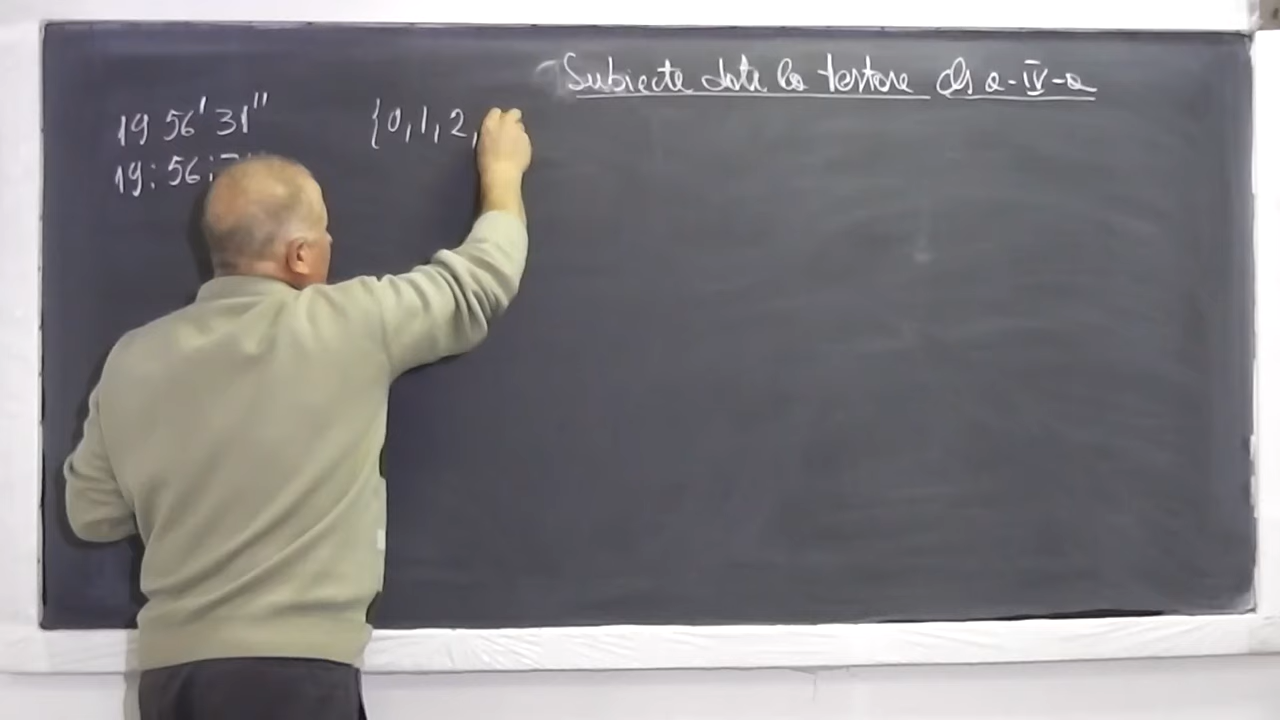 Subiecte date la testare cls a-IV-a
19 56' 31"
19: 56:
{0, 1, 2,